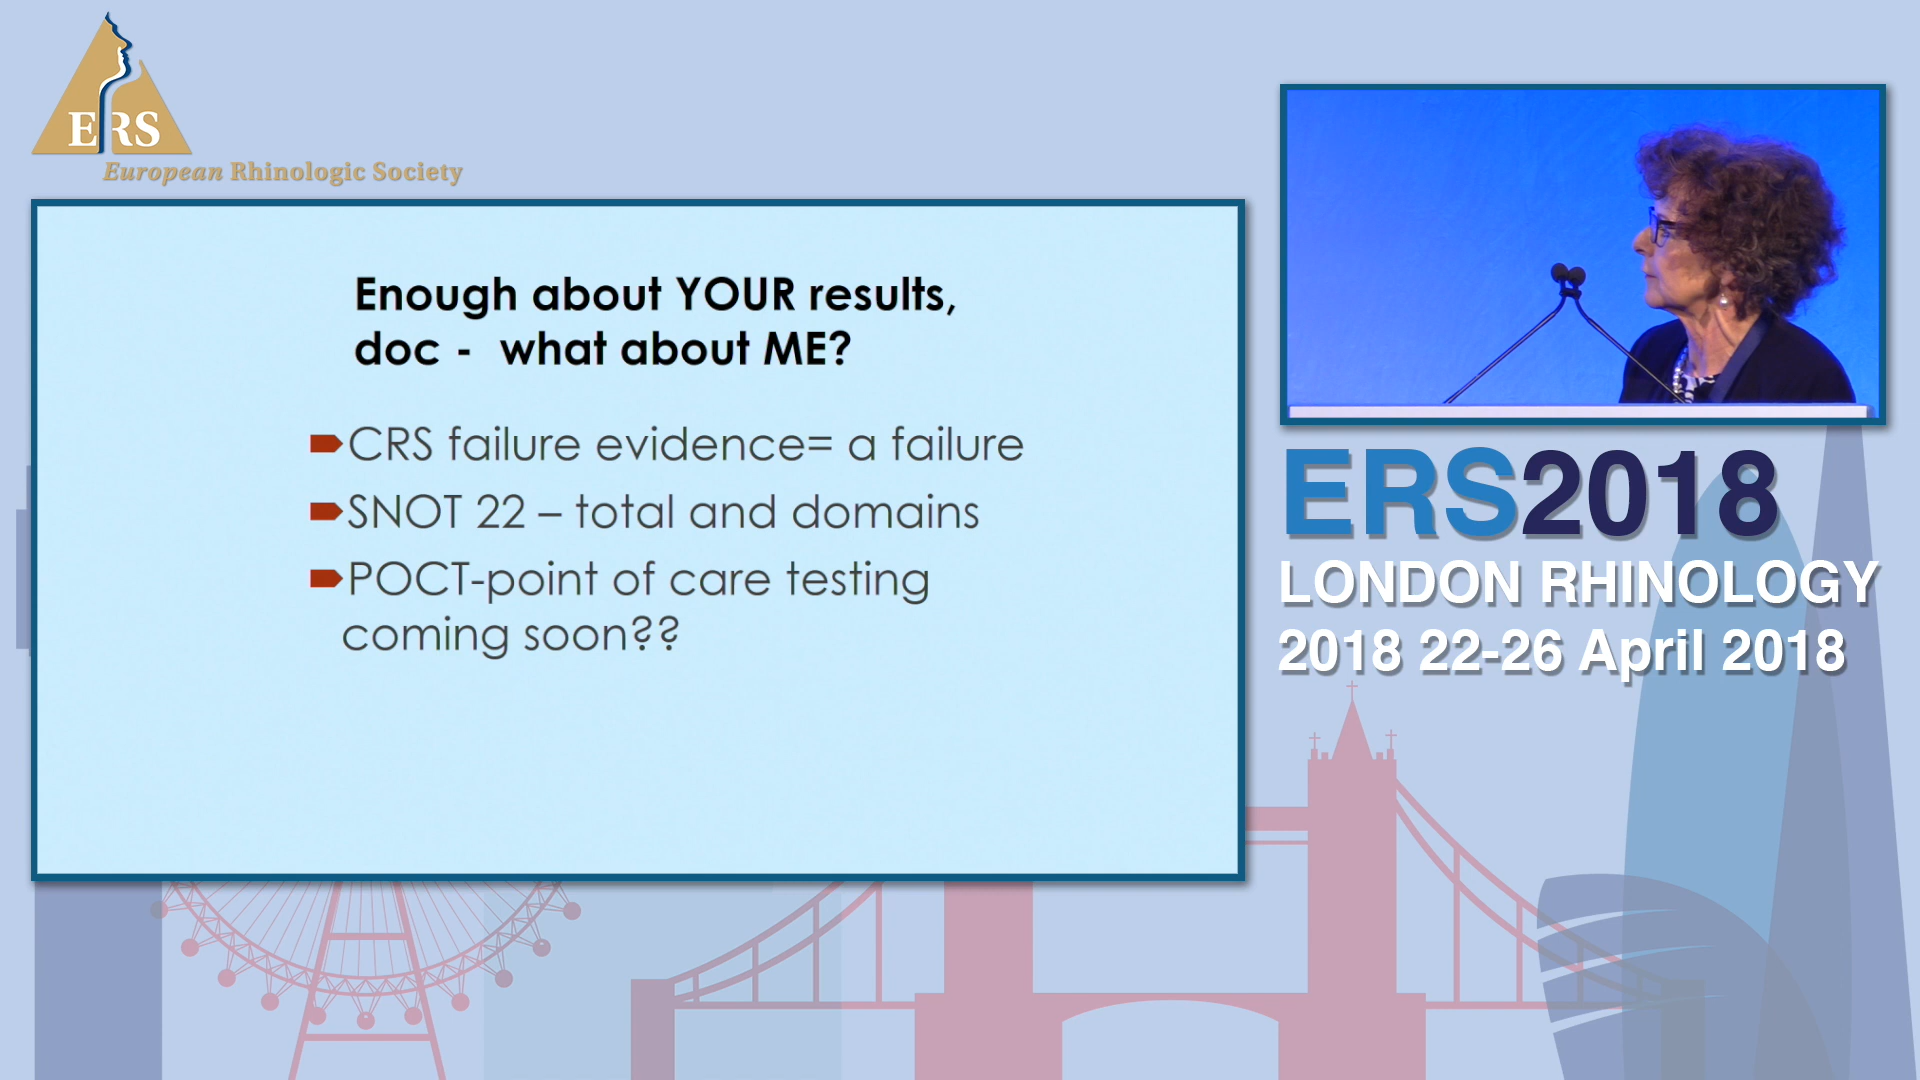 ERS
European Rhinologic Society
Enough about YOUR results,
doc - what about ME?
CRS failure evidence= a failure
SNOT 22 – total and domains
POCT-point of care testing
coming soon??
ERS2018
LONDON RHINOLOGY
2018 22-26 April 2018